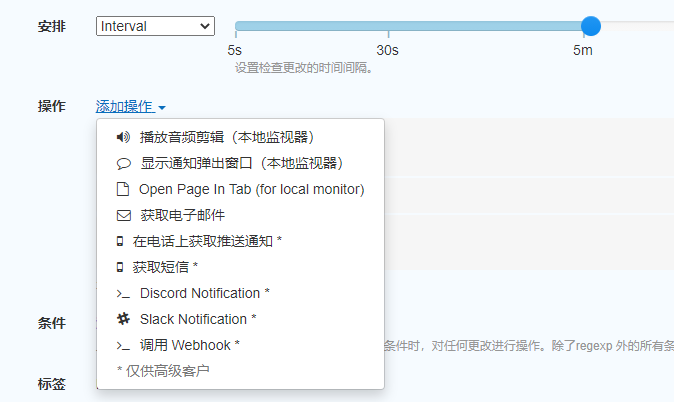 安排 Interval
5s 30s 5m
设置检查更改的时间间隔。
操作 添加操作
播放音频剪辑（本地监视器）
显示通知弹出窗口（本地监视器）
Open Page In Tab (for local monitor)
获取电子邮件
在电话上获取推送通知 *
获取短信 *
Discord Notification *
Slack Notification *
条件
调用 Webhook * 条件时，对任何更改进行操作。除了regexp 外的所有条
* 仅供高级客户
标签